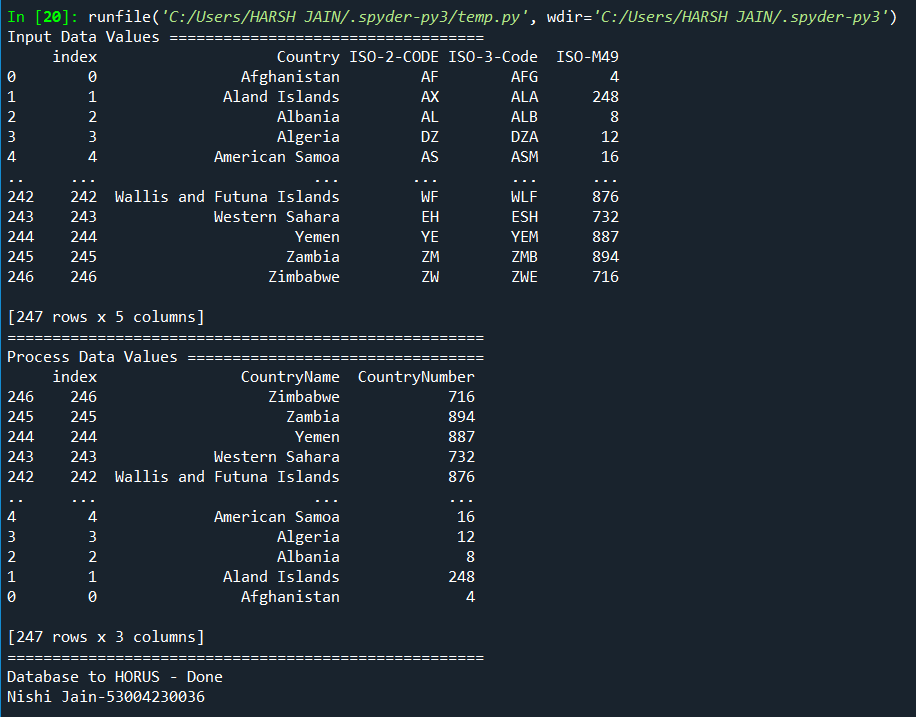 In [20]: runfile('C:/Users/HARSH JAIN/.spyder-py3/temp.py', wdir='C:/Users/HARSH JAIN/.spyder-py3')
Input Data Values ===================================
     index                    Country ISO-2-CODE ISO-3-Code  ISO-M49
0        0                Afghanistan         AF        AFG        4
1        1              Aland Islands         AX        ALA      248
2        2                    Albania         AL        ALB        8
3        3                    Algeria         DZ        DZA       12
4        4             American Samoa         AS        ASM       16
..     ...                        ...        ...        ...      ...
242    242  Wallis and Futuna Islands         WF        WLF      876
243    243             Western Sahara         EH        ESH      732
244    244                      Yemen         YE        YEM      887
245    245                     Zambia         ZM        ZMB      894
246    246                   Zimbabwe         ZW        ZWE      716
[247 rows x 5 columns]
=====================================================
Process Data Values =================================
     index                CountryName  CountryNumber
246    246                   Zimbabwe            716
245    245                     Zambia            894
244    244                      Yemen            887
243    243             Western Sahara            732
242    242  Wallis and Futuna Islands            876
..     ...                        ...            ...
4        4             American Samoa             16
3        3                    Algeria             12
2        2                    Albania              8
1        1              Aland Islands            248
0        0                Afghanistan              4
[247 rows x 3 columns]
=====================================================
Database to HORUS - Done
Nishi Jain-53004230036